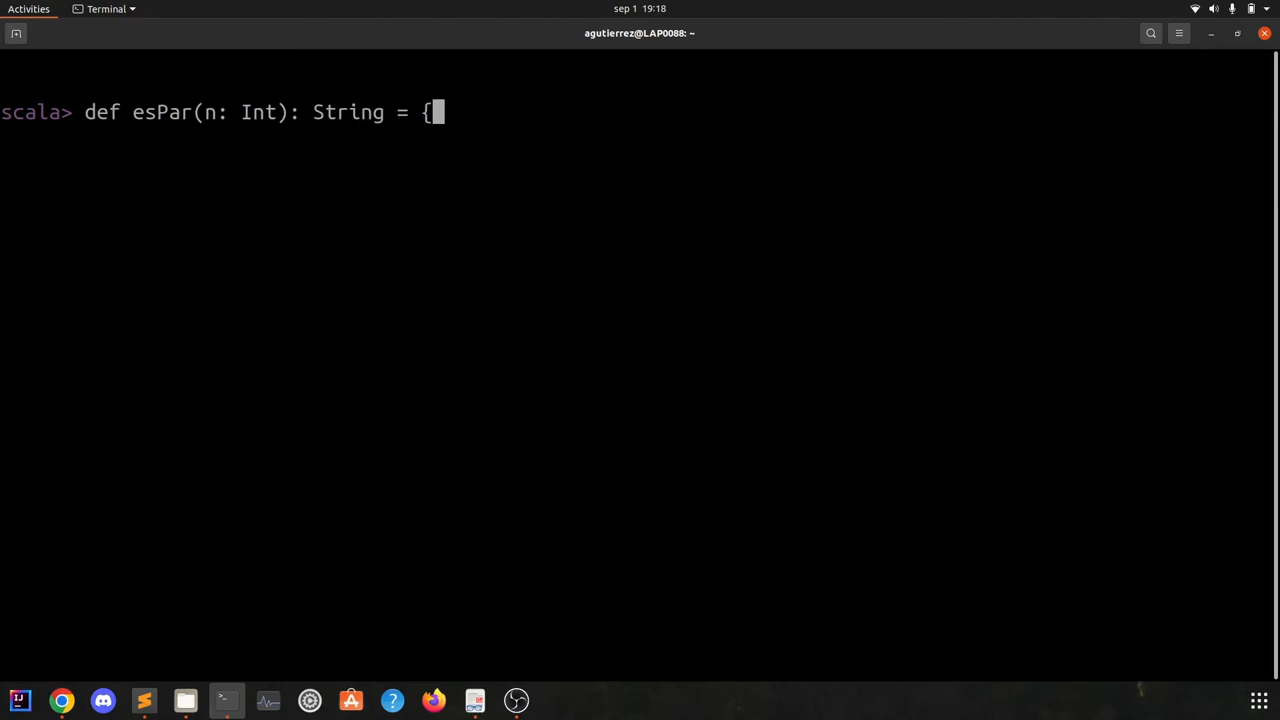 Activities
Terminal
sep 1 19:18
agutierrez@LAP0088: ~
scala> def esPar(n: Int): String = {